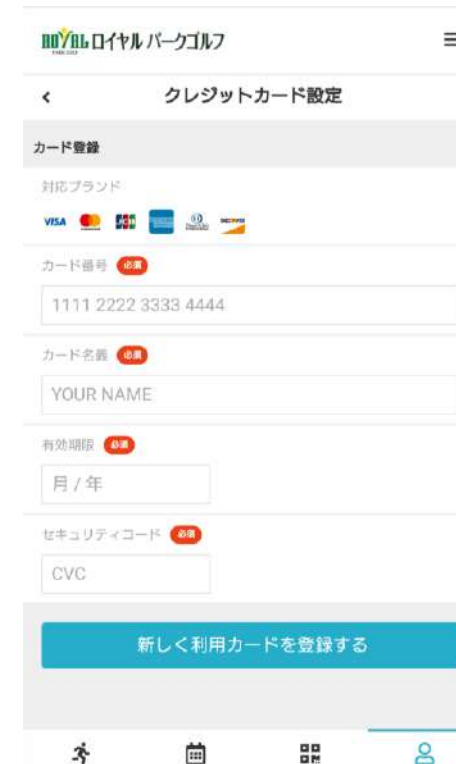 ROYAL ロイヤル パークゴルフ
PARK GOLF
クレジットカード設定
カード登録
対応ブランド
VISA JCB DISCOVER
カード番号 必須
1111 2222 3333 4444
カード名義 必須
YOUR NAME
有効期限 必須
月 / 年
セキュリティコード 必須
CVC
新しく利用カードを登録する